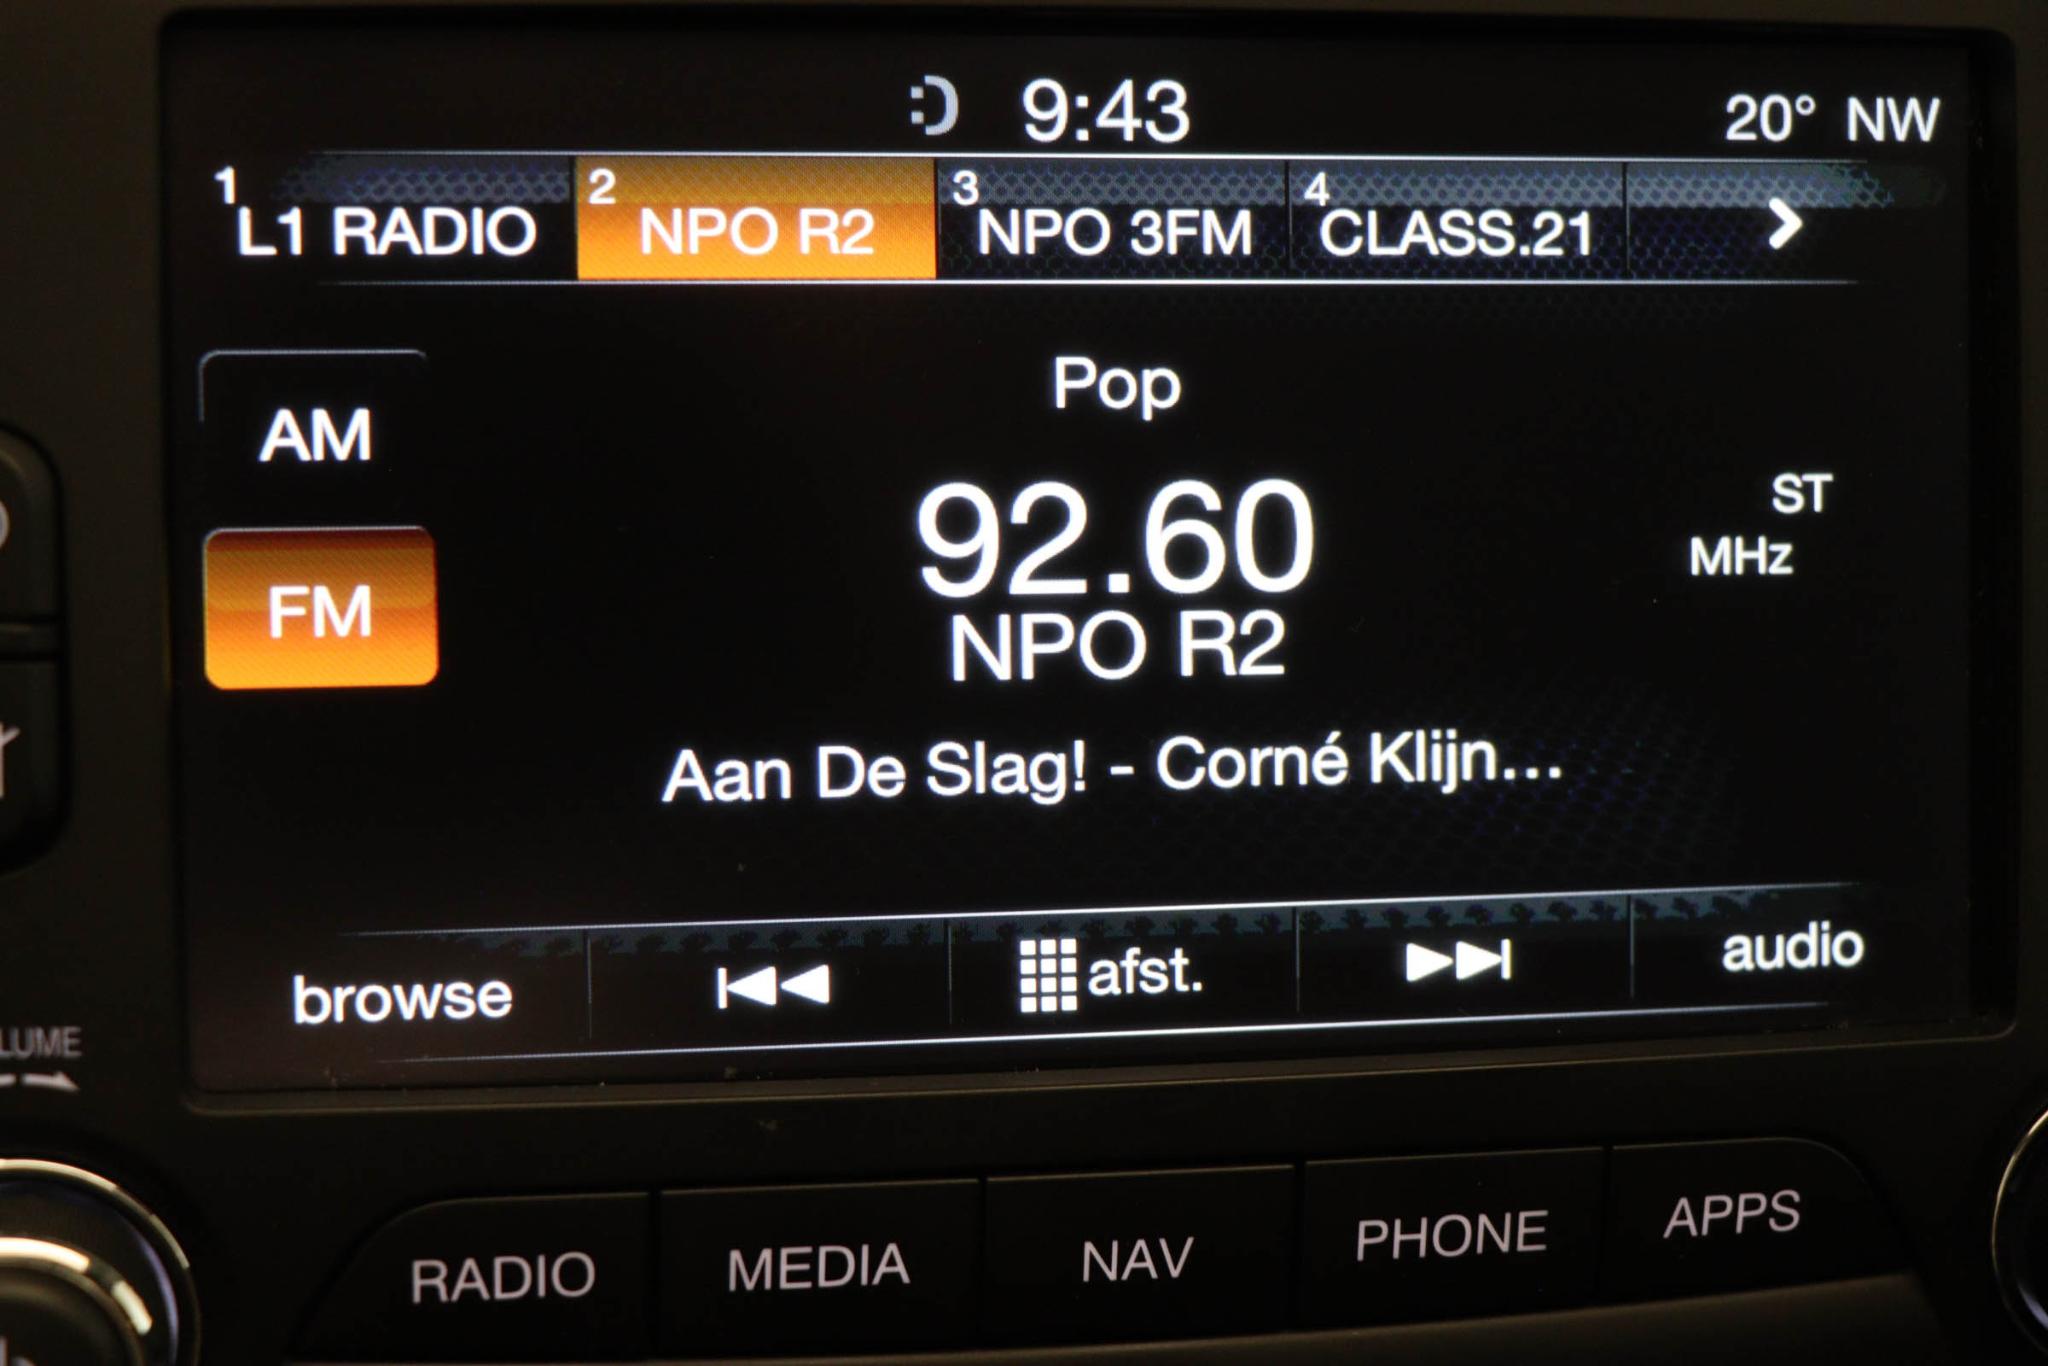 9:43
20° NW
1 L1 RADIO
2 NPO R2
3 NPO 3FM
4 CLASS.21
Pop
AM
92.60
ST
MHz
FM
NPO R2
Aan De Slag! - Corné Klijn...
browse
afst.
audio
LUME
RADIO
MEDIA
NAV
PHONE
APPS